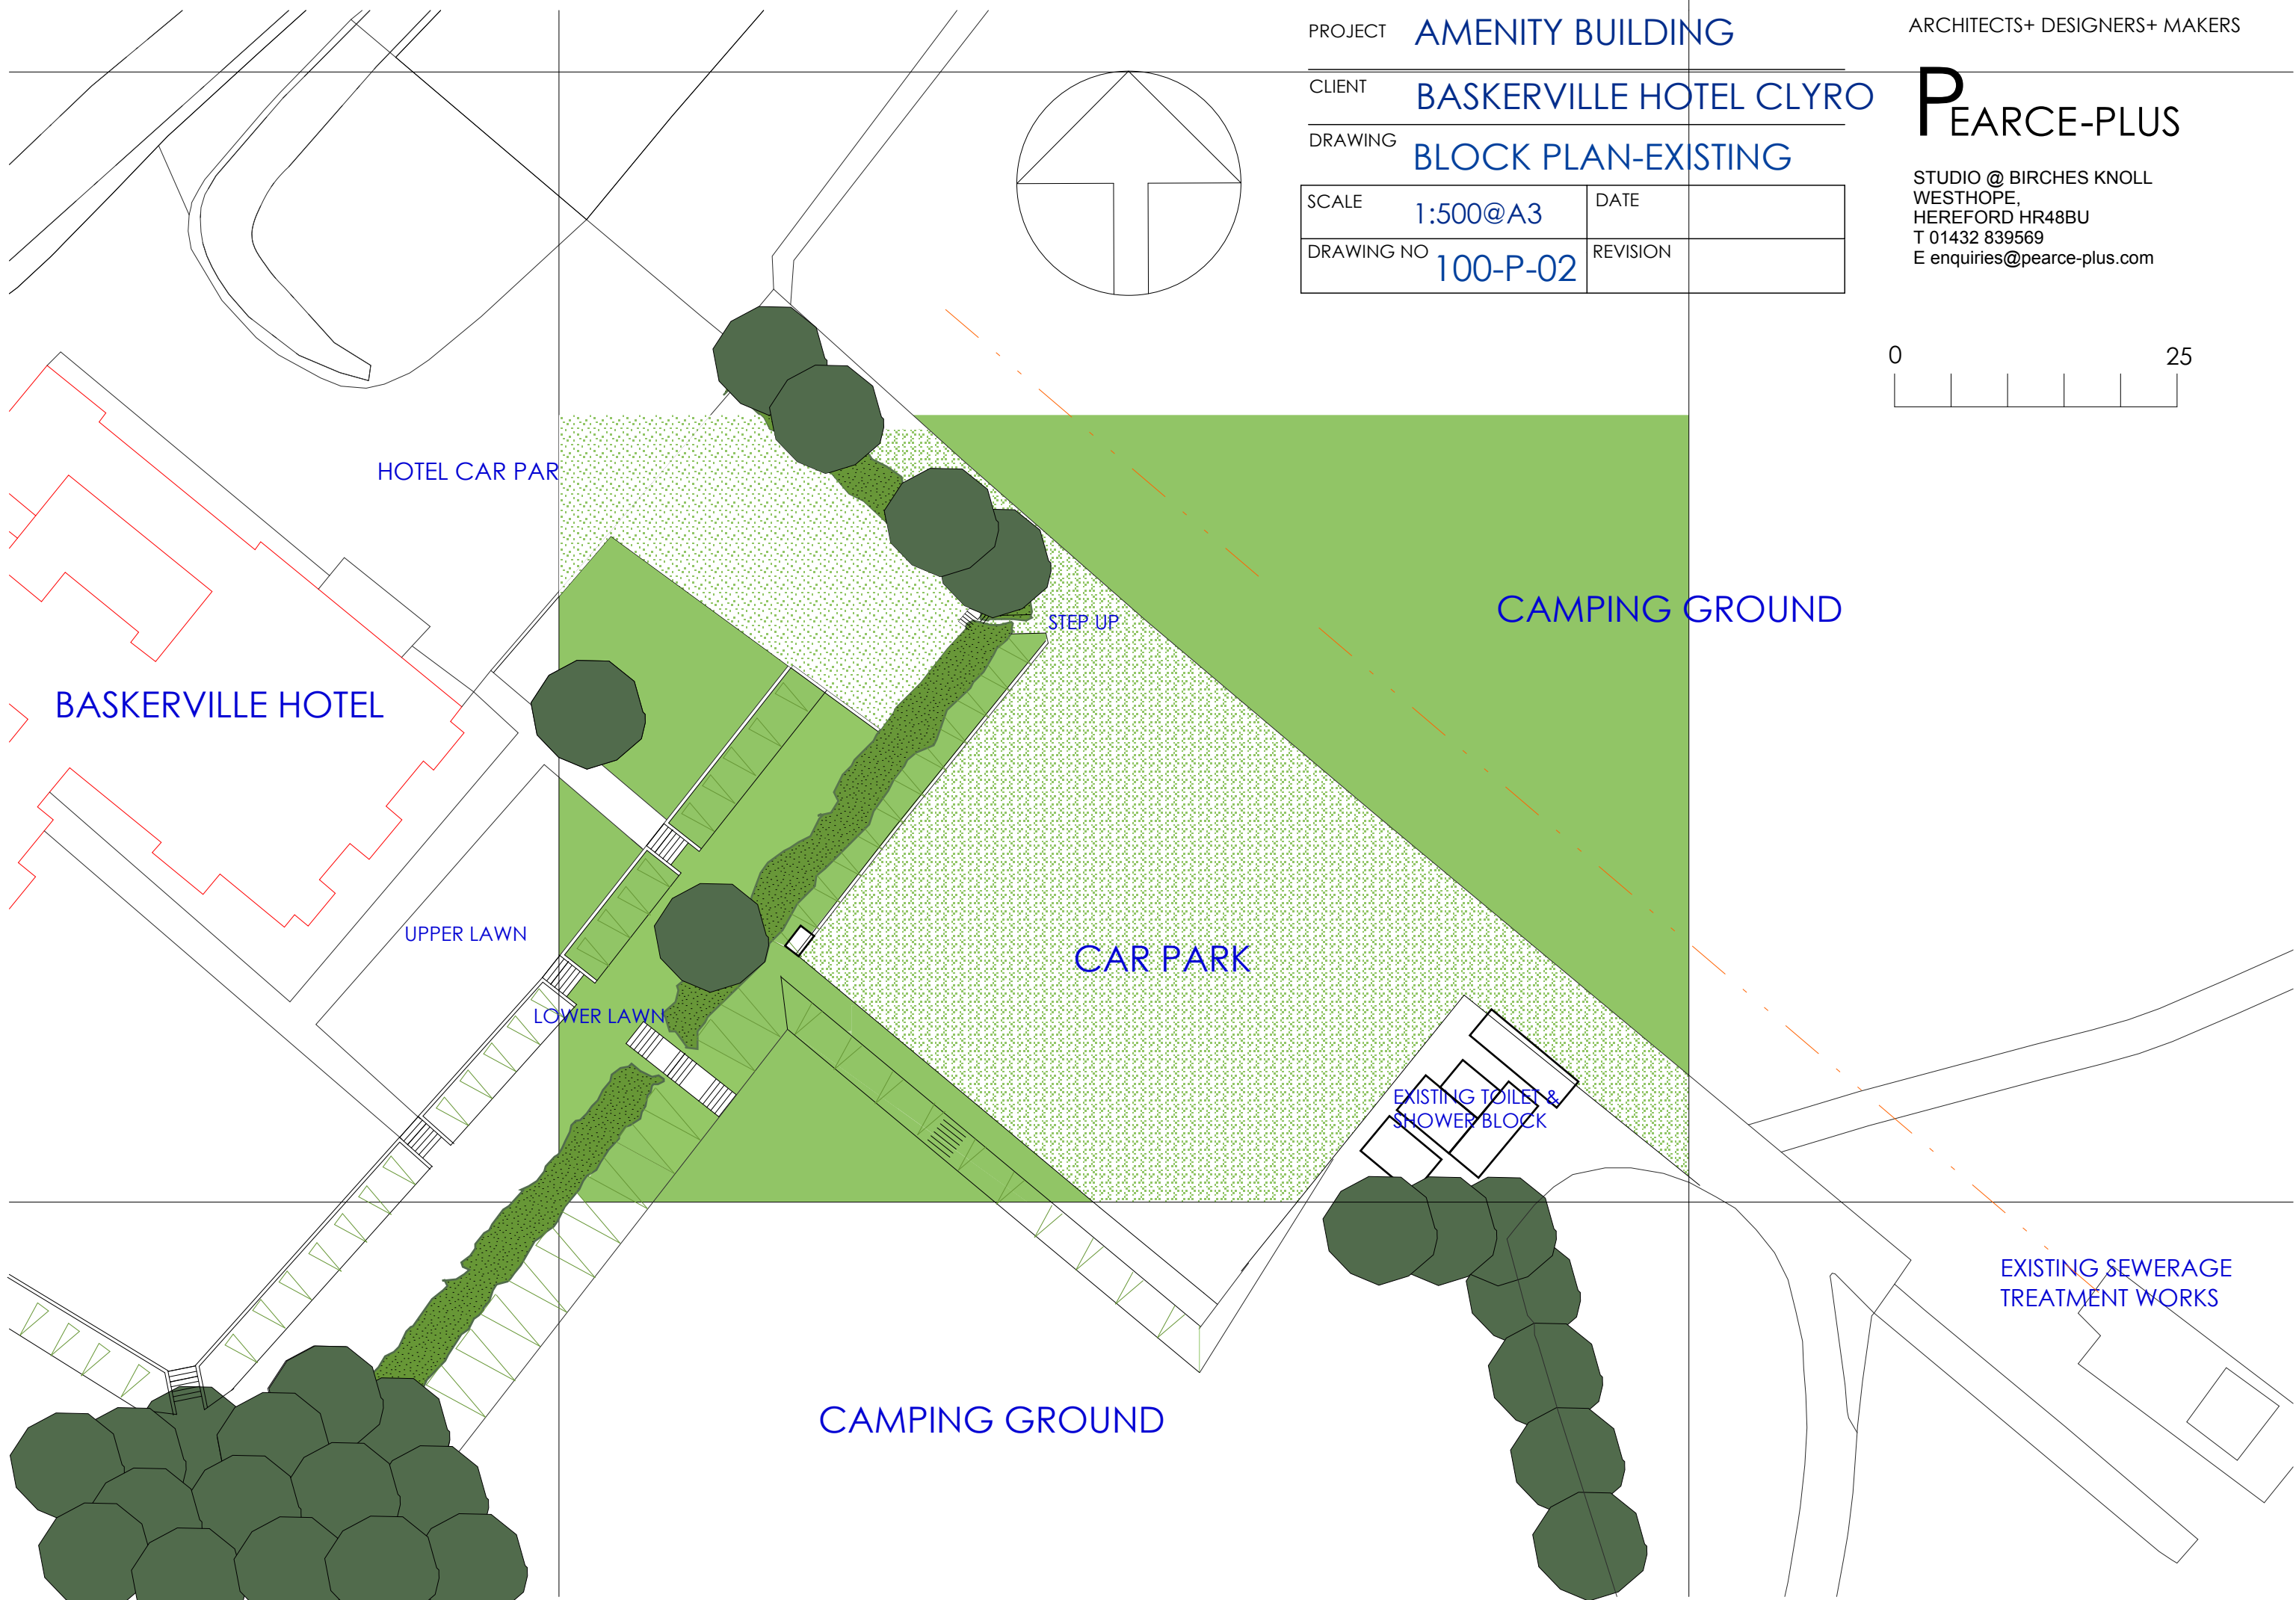 PROJECT AMENITY BUILDING
CLIENT BASKERVILLE HOTEL CLYRO
DRAWING BLOCK PLAN-EXISTING
SCALE 1:500@A3 DATE
DRAWING NO 100-P-02 REVISION
ARCHITECTS+ DESIGNERS+ MAKERS
PEARCE-PLUS
STUDIO @ BIRCHES KNOLL
WESTHOPE,
HEREFORD HR48BU
T 01432 839569
E enquiries@pearce-plus.com
0 25
HOTEL CAR PAR
STEP UP
CAMPING GROUND
BASKERVILLE HOTEL
UPPER LAWN
CAR PARK
LOWER LAWN
EXISTING TOILET &
SHOWER BLOCK
EXISTING SEWERAGE
TREATMENT WORKS
CAMPING GROUND